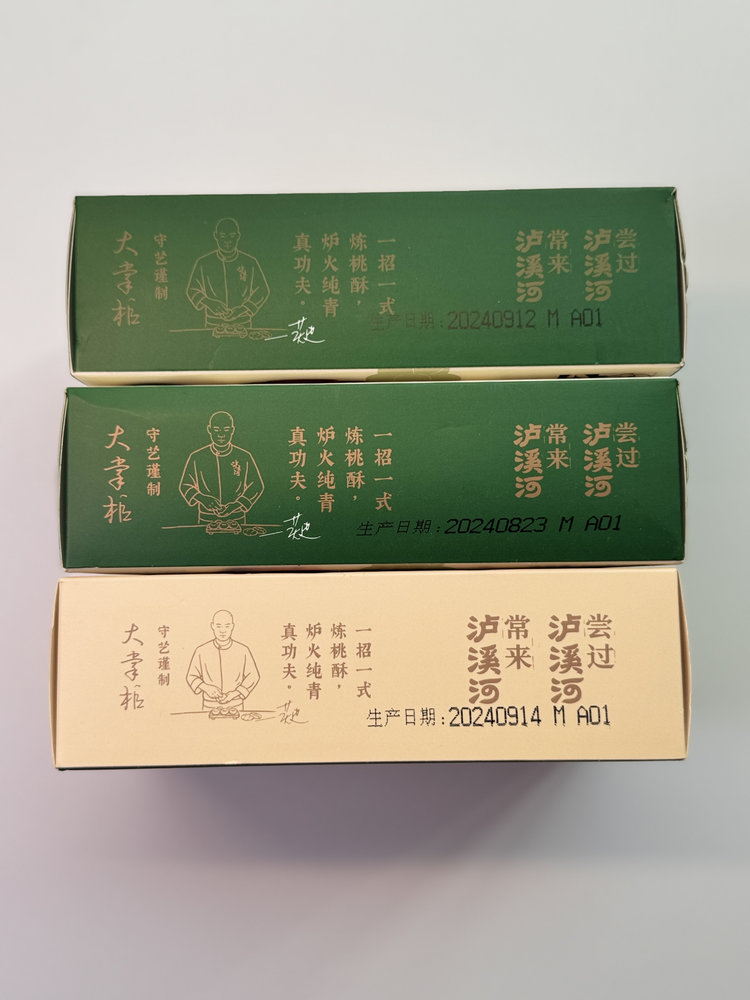 尝过
泸溪河
常来
泸溪河
一招一式
炼桃酥，
炉火纯青
真功夫。
守艺谨制
大掌柜
生产日期:20240912 M A01
尝过
泸溪河
常来
泸溪河
一招一式
炼桃酥，
炉火纯青
真功夫。
守艺谨制
大掌柜
生产日期:20240823 M A01
尝过
泸溪河
常来
泸溪河
一招一式
炼桃酥，
炉火纯青
真功夫。
守艺谨制
大掌柜
生产日期:20240914 M A01